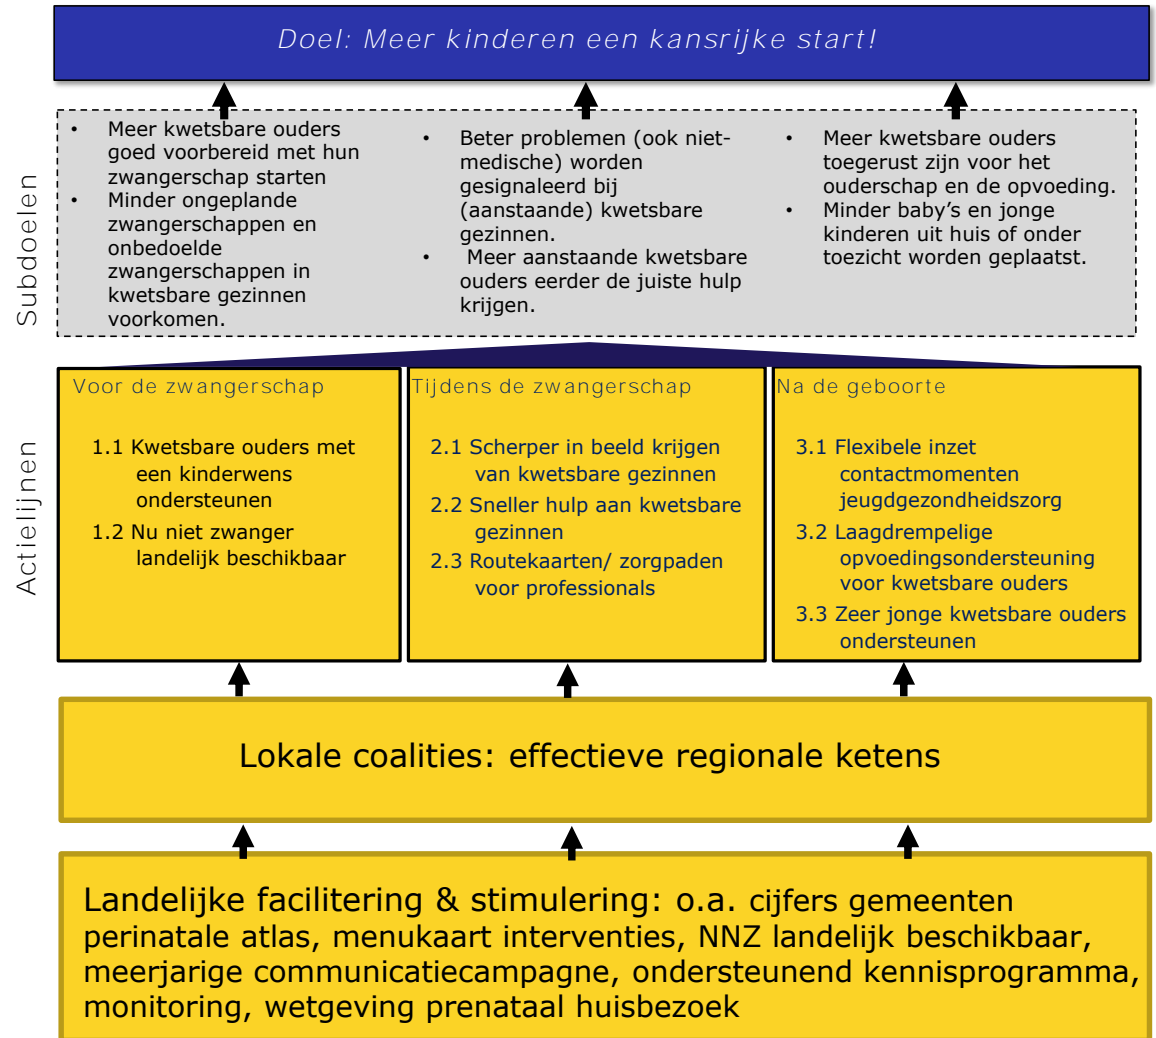 Doel: Meer kinderen een kansrijke start!
Subdoelen
• Meer kwetsbare ouders
goed voorbereid met hun
zwangerschap starten
• Minder ongeplande
zwangerschappen en
onbedoelde
zwangerschappen in
kwetsbare gezinnen
voorkomen.
• Beter problemen (ook niet-
medische) worden
gesignaleerd bij
(aanstaande) kwetsbare
gezinnen.
• Meer aanstaande kwetsbare
ouders eerder de juiste hulp
krijgen.
• Meer kwetsbare ouders
toegerust zijn voor het
ouderschap en de opvoeding.
• Minder baby’s en jonge
kinderen uit huis of onder
toezicht worden geplaatst.
Actielijnen
Voor de zwangerschap
1.1 Kwetsbare ouders met
een kinderwens
ondersteunen
1.2 Nu niet zwanger
landelijk beschikbaar
Tijdens de zwangerschap
2.1 Scherper in beeld krijgen
van kwetsbare gezinnen
2.2 Sneller hulp aan kwetsbare
gezinnen
2.3 Routekaarten/ zorgpaden
voor professionals
Na de geboorte
3.1 Flexibele inzet
contactmomenten
jeugdgezondheidszorg
3.2 Laagdrempelige
opvoedingsondersteuning
voor kwetsbare ouders
3.3 Zeer jonge kwetsbare ouders
ondersteunen
Lokale coalities: effectieve regionale ketens
Landelijke facilitering & stimulering: o.a. cijfers gemeenten
perinatale atlas, menukaart interventies, NNZ landelijk beschikbaar,
meerjarige communicatiecampagne, ondersteunend kennisprogramma,
monitoring, wetgeving prenataal huisbezoek